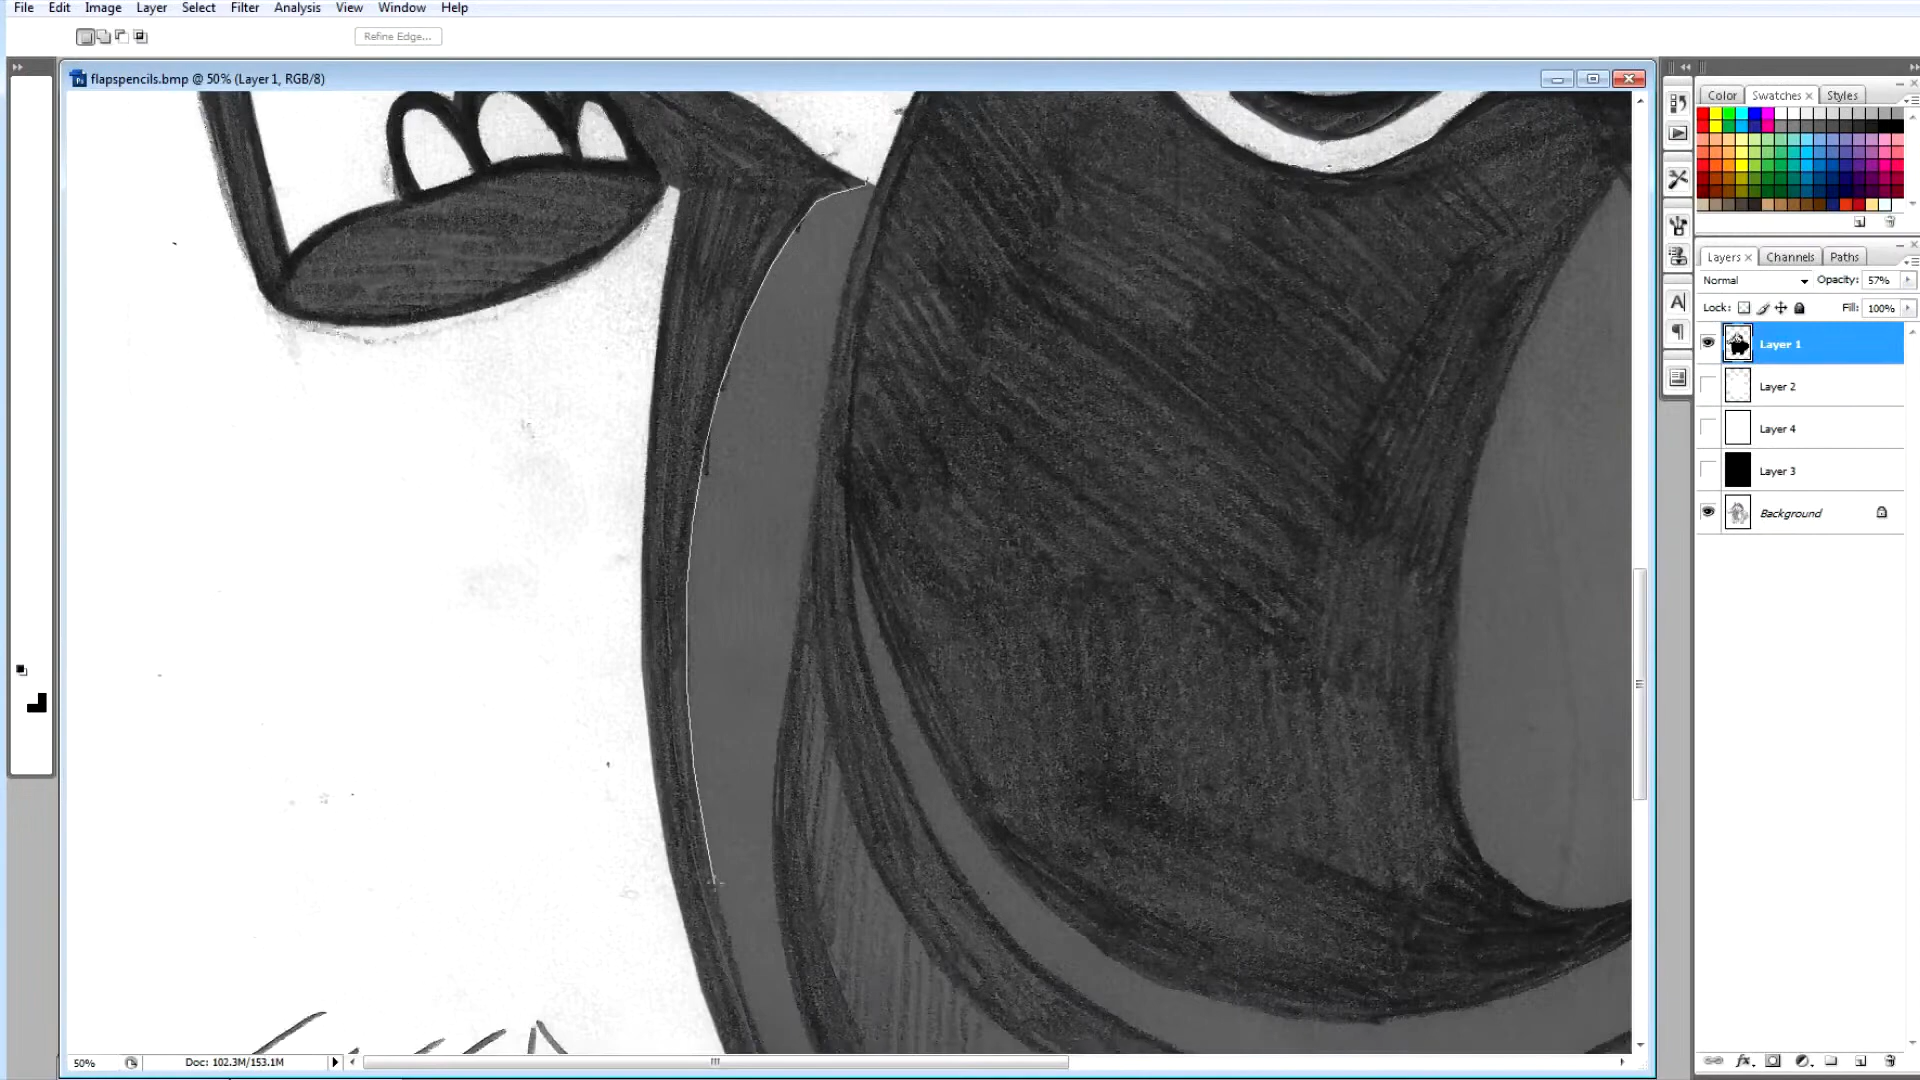 File Edit Image Layer Select Filter Analysis View Window Help
Refine Edge...
flapspencils.bmp @ 50% (Layer 1, RGB/8)
Color Swatches × Styles
Layers × Channels Paths
Normal Opacity: 57%
Lock: Fill: 100%
Layer 1
Layer 2
Layer 4
Layer 3
Background
50% Doc: 102.3M/153.1M